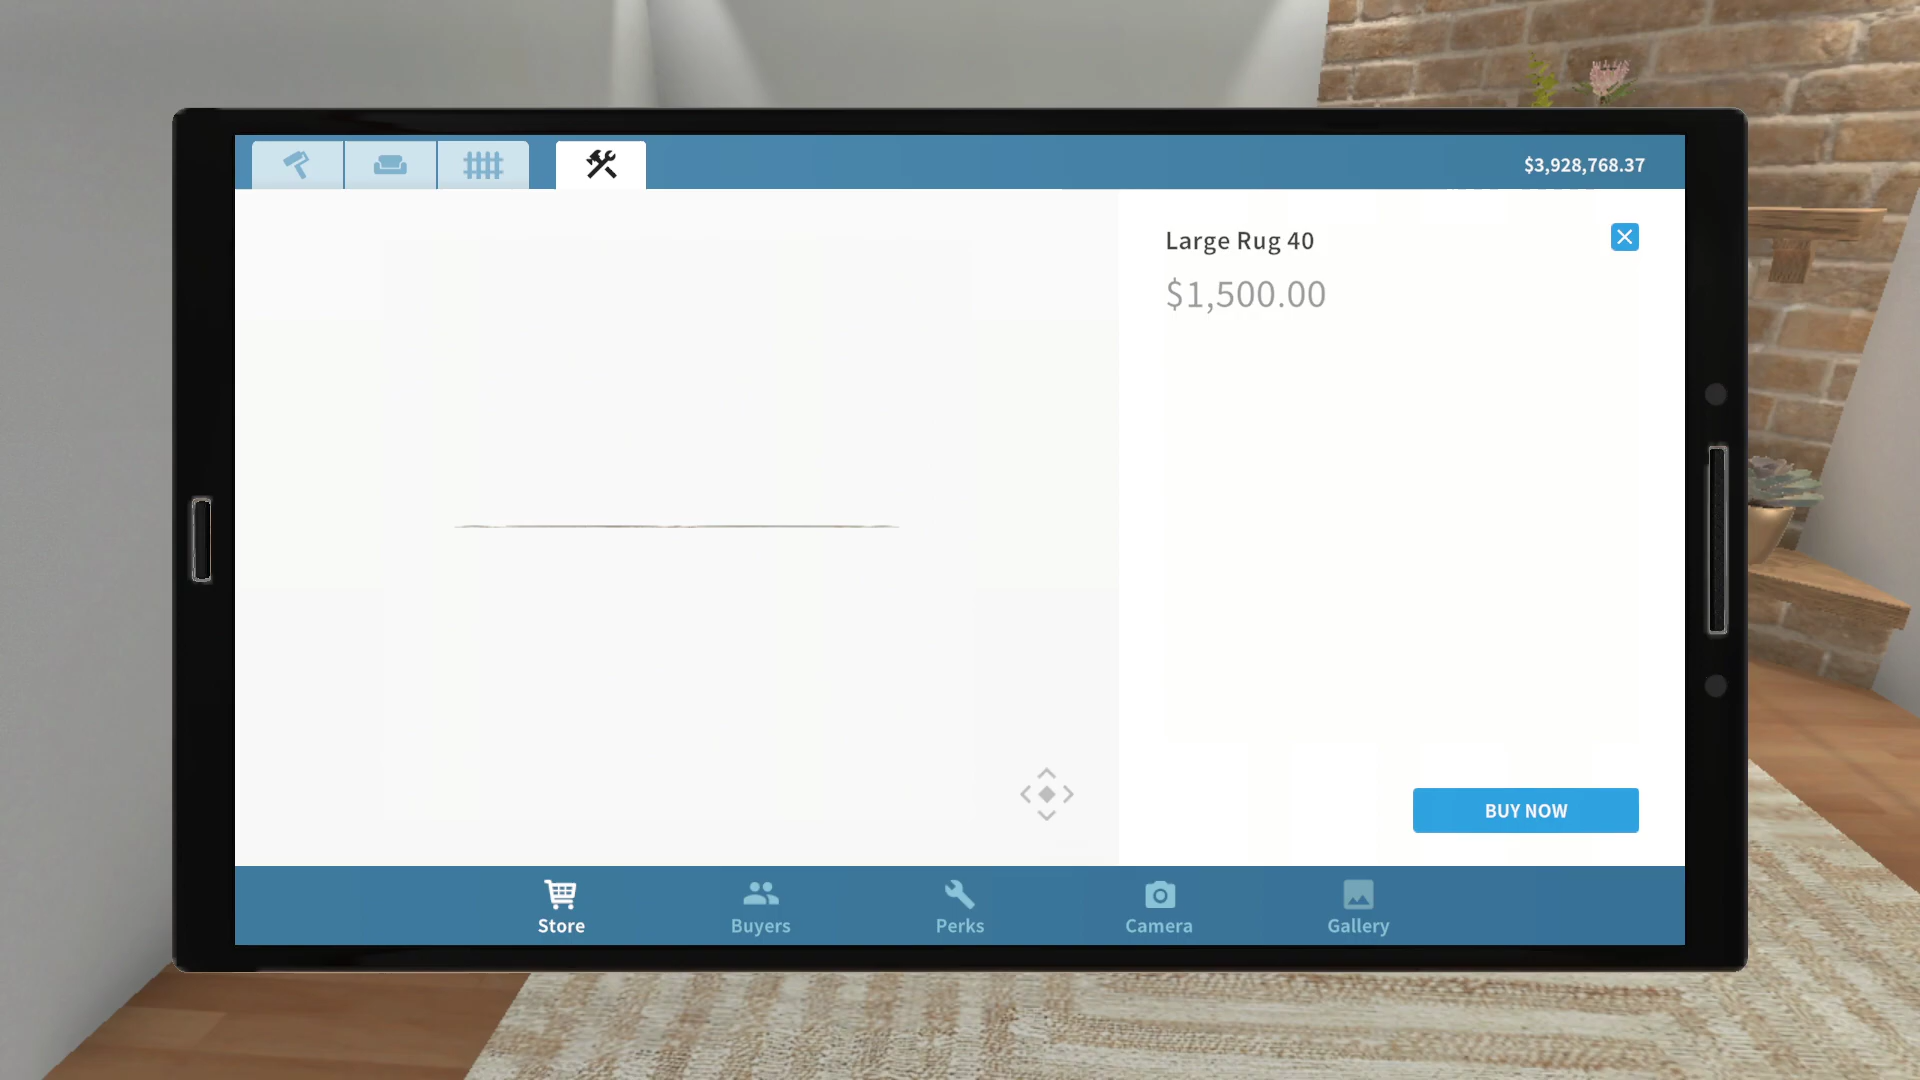 $3,928,768.37
Large Rug 40
$1,500.00
BUY NOW
Store
Buyers
Perks
Camera
Gallery